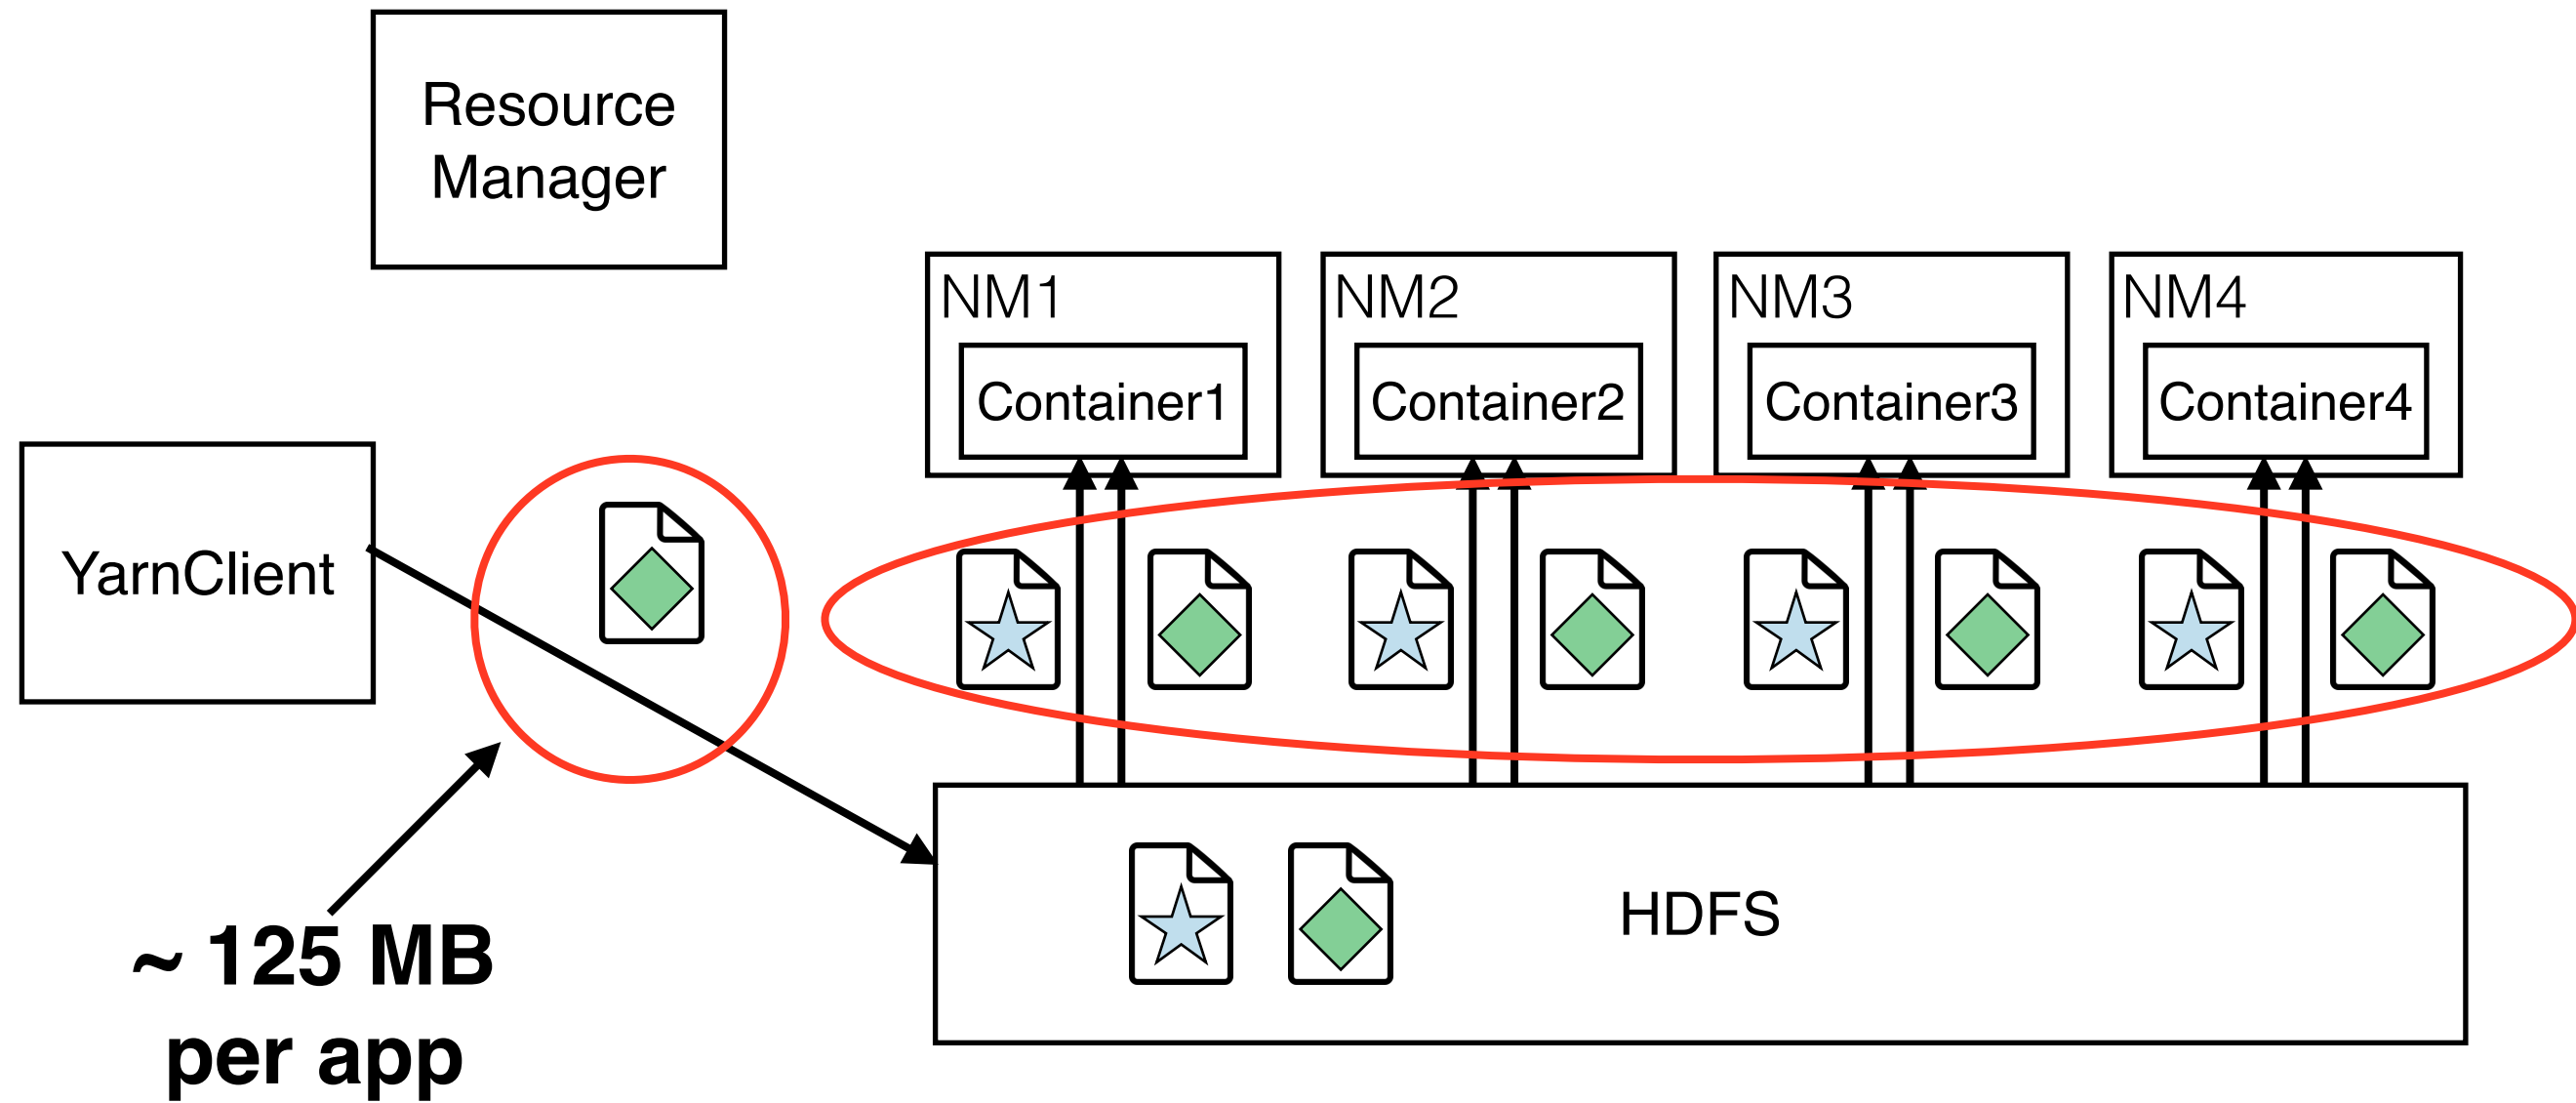 Resource
Manager
NM1
NM2
NM3
NM4
Container1
Container2
Container3
Container4
YarnClient
~ 125 MB
per app
HDFS